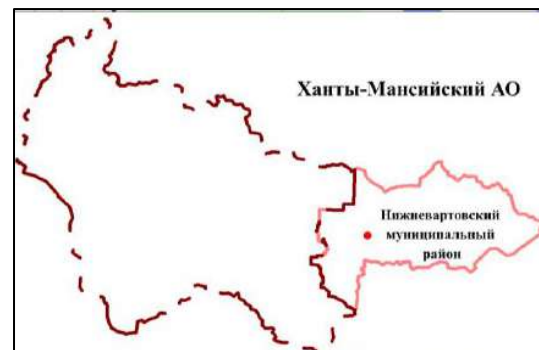 Ханты-Мансийский АО
Нижневартовский
муниципальный
район